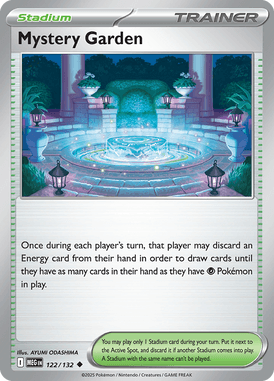 Stadium TRAINER
Mystery Garden
Once during each player's turn, that player may discard an
Energy card from their hand in order to draw cards until
they have as many cards in their hand as they have Pokémon
in play.
Illus. AYUMI ODASHIMA
You may play only 1 Stadium card during your turn. Put it next to
the Active Spot, and discard it if another Stadium comes into play.
A Stadium with the same name can't be played.
I MEG EN 122/132
©2025 Pokémon / Nintendo / Creatures / GAME FREAK